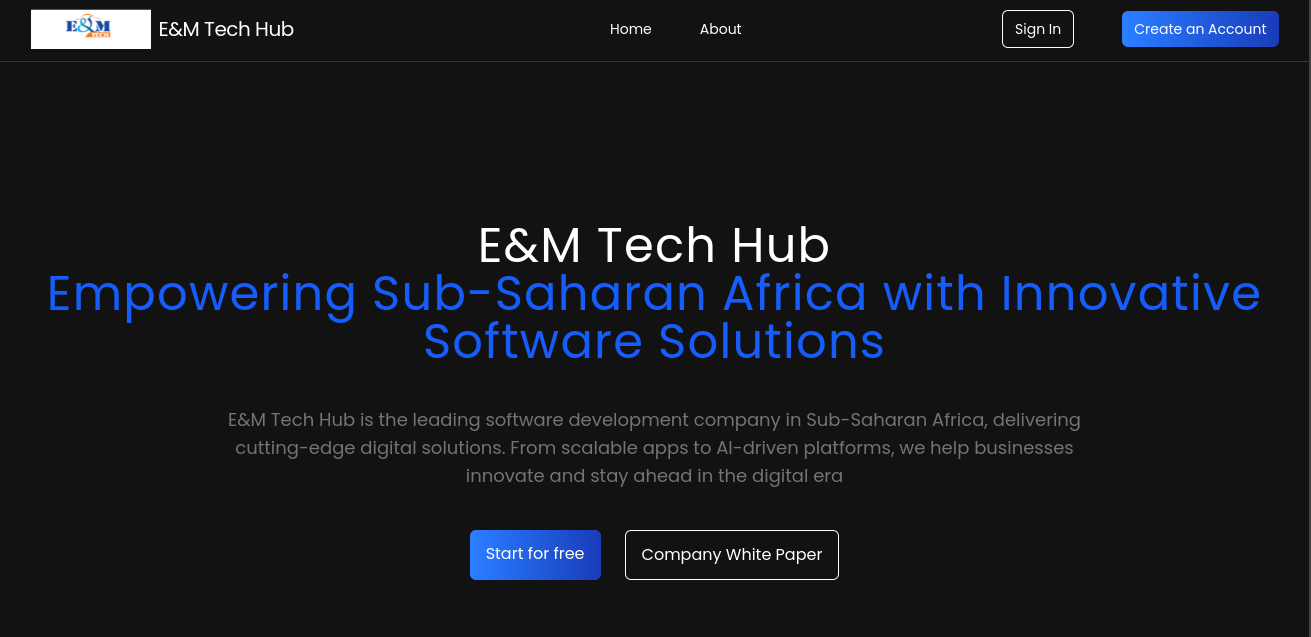 E&M TECH
E&M Tech Hub
Home
About
Sign In
Create an Account
E&M Tech Hub
Empowering Sub-Saharan Africa with Innovative
Software Solutions
E&M Tech Hub is the leading software development company in Sub-Saharan Africa, delivering
cutting-edge digital solutions. From scalable apps to AI-driven platforms, we help businesses
innovate and stay ahead in the digital era
Start for free
Company White Paper